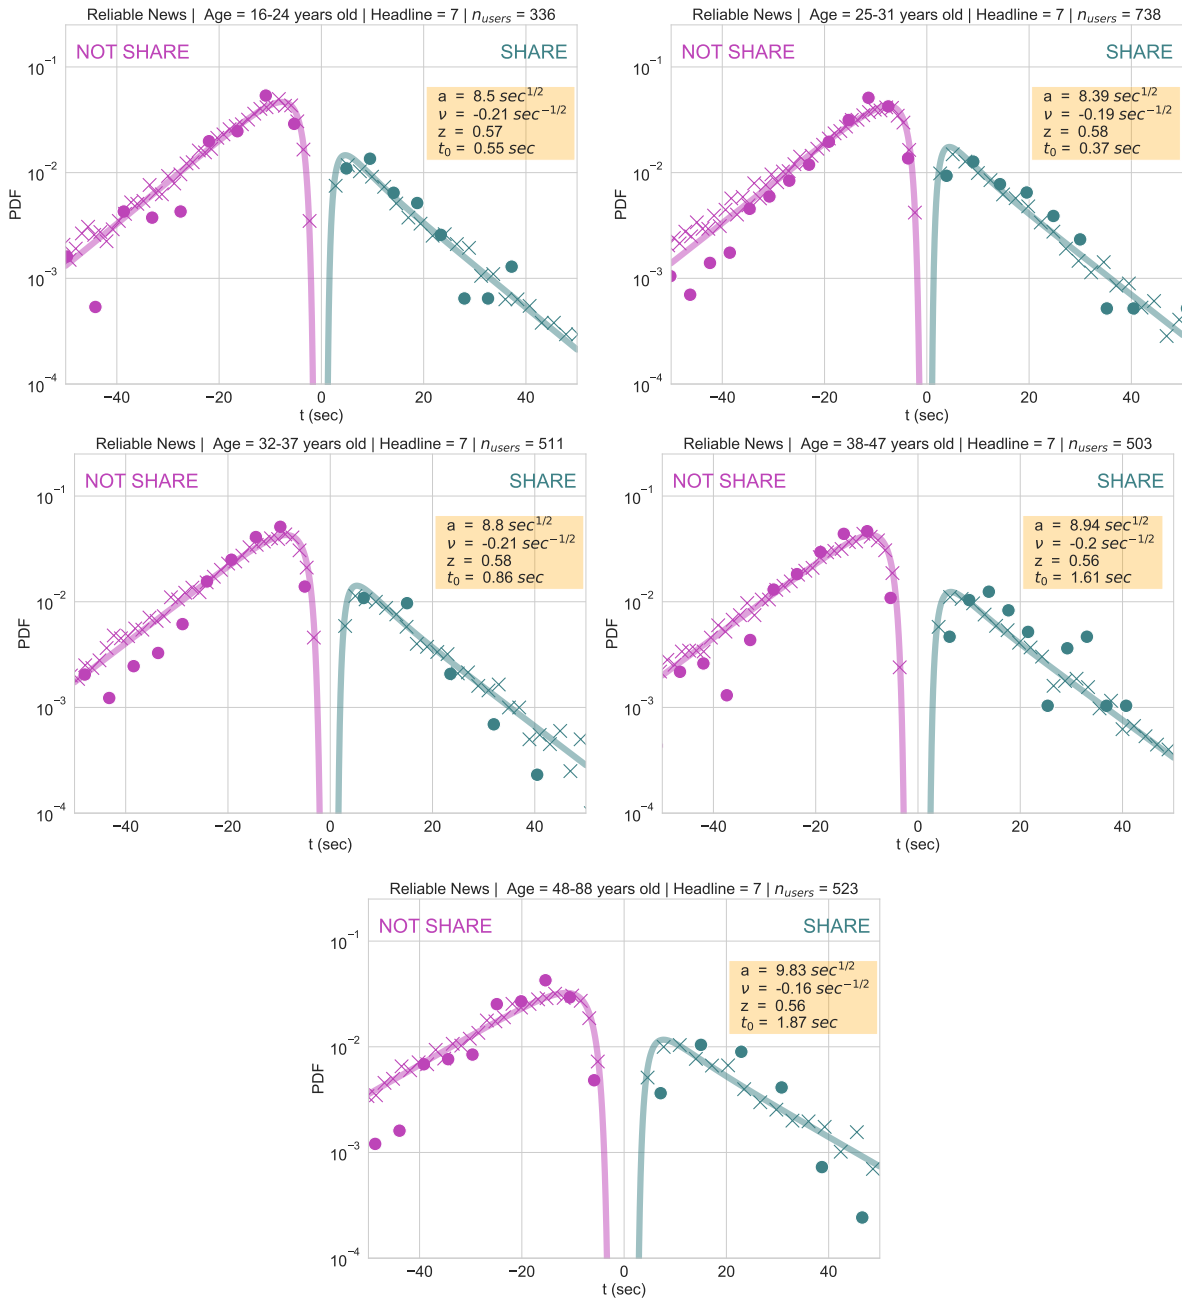 Reliable News | Age = 16-24 years old | Headline = 7 | n_users = 336
NOT SHARE
SHARE
a = 8.5 sec^1/2
ν = -0.21 sec^−1/2
z = 0.57
t_0 = 0.55 sec
10^−1
10^−2
10^−3
10^−4
PDF
−40 −20 0 20 40
t (sec)
Reliable News | Age = 25-31 years old | Headline = 7 | n_users = 738
NOT SHARE
SHARE
a = 8.39 sec^1/2
ν = -0.19 sec^−1/2
z = 0.58
t_0 = 0.37 sec
10^−1
10^−2
10^−3
10^−4
PDF
−40 −20 0 20 40
t (sec)
Reliable News | Age = 32-37 years old | Headline = 7 | n_users = 511
NOT SHARE
SHARE
a = 8.8 sec^1/2
ν = -0.21 sec^−1/2
z = 0.58
t_0 = 0.86 sec
10^−1
10^−2
10^−3
10^−4
PDF
−40 −20 0 20 40
t (sec)
Reliable News | Age = 38-47 years old | Headline = 7 | n_users = 503
NOT SHARE
SHARE
a = 8.94 sec^1/2
ν = -0.2 sec^−1/2
z = 0.56
t_0 = 1.61 sec
10^−1
10^−2
10^−3
10^−4
PDF
−40 −20 0 20 40
t (sec)
Reliable News | Age = 48-88 years old | Headline = 7 | n_users = 523
NOT SHARE
SHARE
a = 9.83 sec^1/2
ν = -0.16 sec^−1/2
z = 0.56
t_0 = 1.87 sec
10^−1
10^−2
10^−3
10^−4
PDF
−40 −20 0 20 40
t (sec)